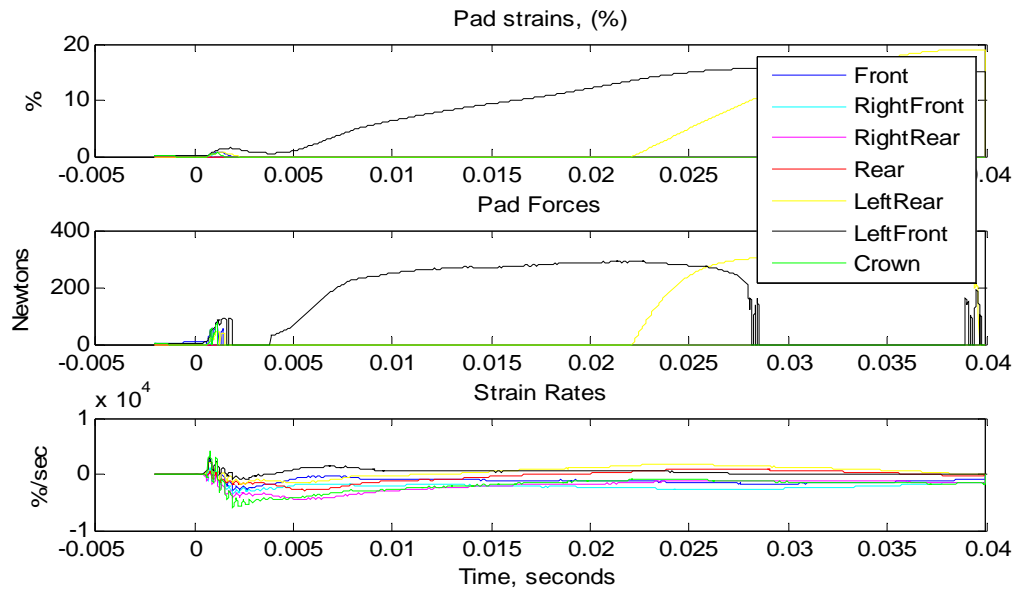 Pad strains, (%)
20
10
0
%
-0.005 0 0.005 0.01 0.015 0.02 0.025 0.04
Front
RightFront
RightRear
Rear
LeftRear
LeftFront
Crown
Pad Forces
400
200
0
Newtons
-0.005 0 0.005 0.01 0.015 0.02 0.025 0.03 0.035 0.04
Strain Rates
x 10^4
1
0
-1
%/sec
-0.005 0 0.005 0.01 0.015 0.02 0.025 0.03 0.035 0.04
Time, seconds